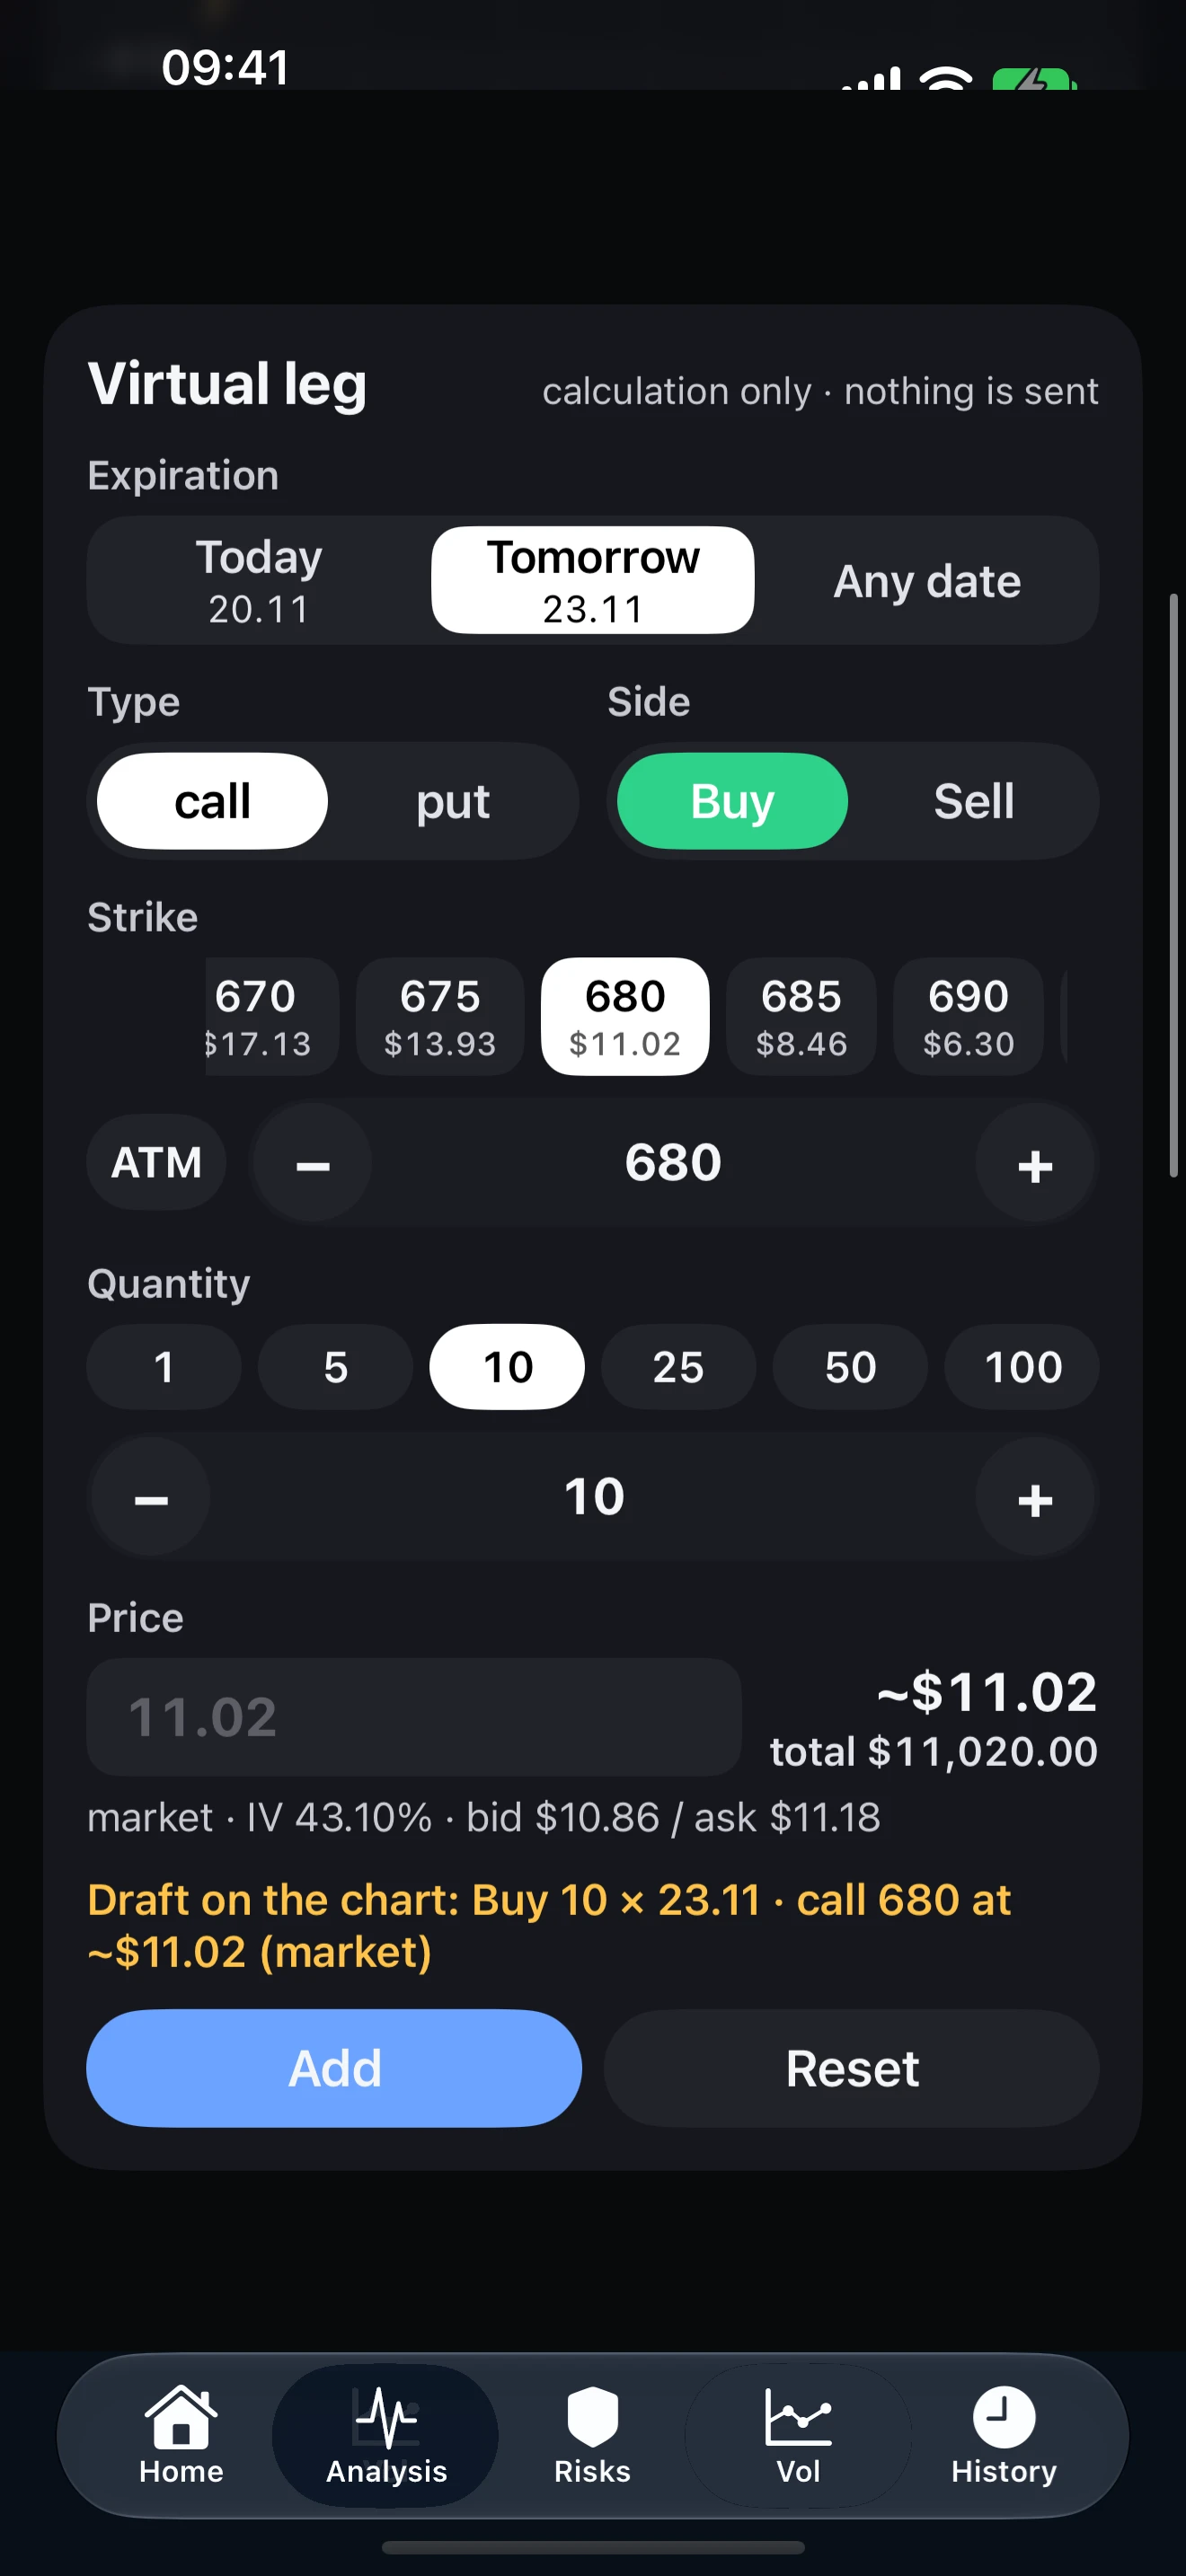 09:41
Virtual leg
calculation only · nothing is sent
Expiration
Today
20.11
Tomorrow
23.11
Any date
Type
Side
call
put
Buy
Sell
Strike
670
$17.13
675
$13.93
680
$11.02
685
$8.46
690
$6.30
ATM
−
680
+
Quantity
1
5
10
25
50
100
−
10
+
Price
11.02
~$11.02
total $11,020.00
market · IV 43.10% · bid $10.86 / ask $11.18
Draft on the chart: Buy 10 × 23.11 · call 680 at
~$11.02 (market)
Add
Reset
Home
Analysis
Risks
Vol
History